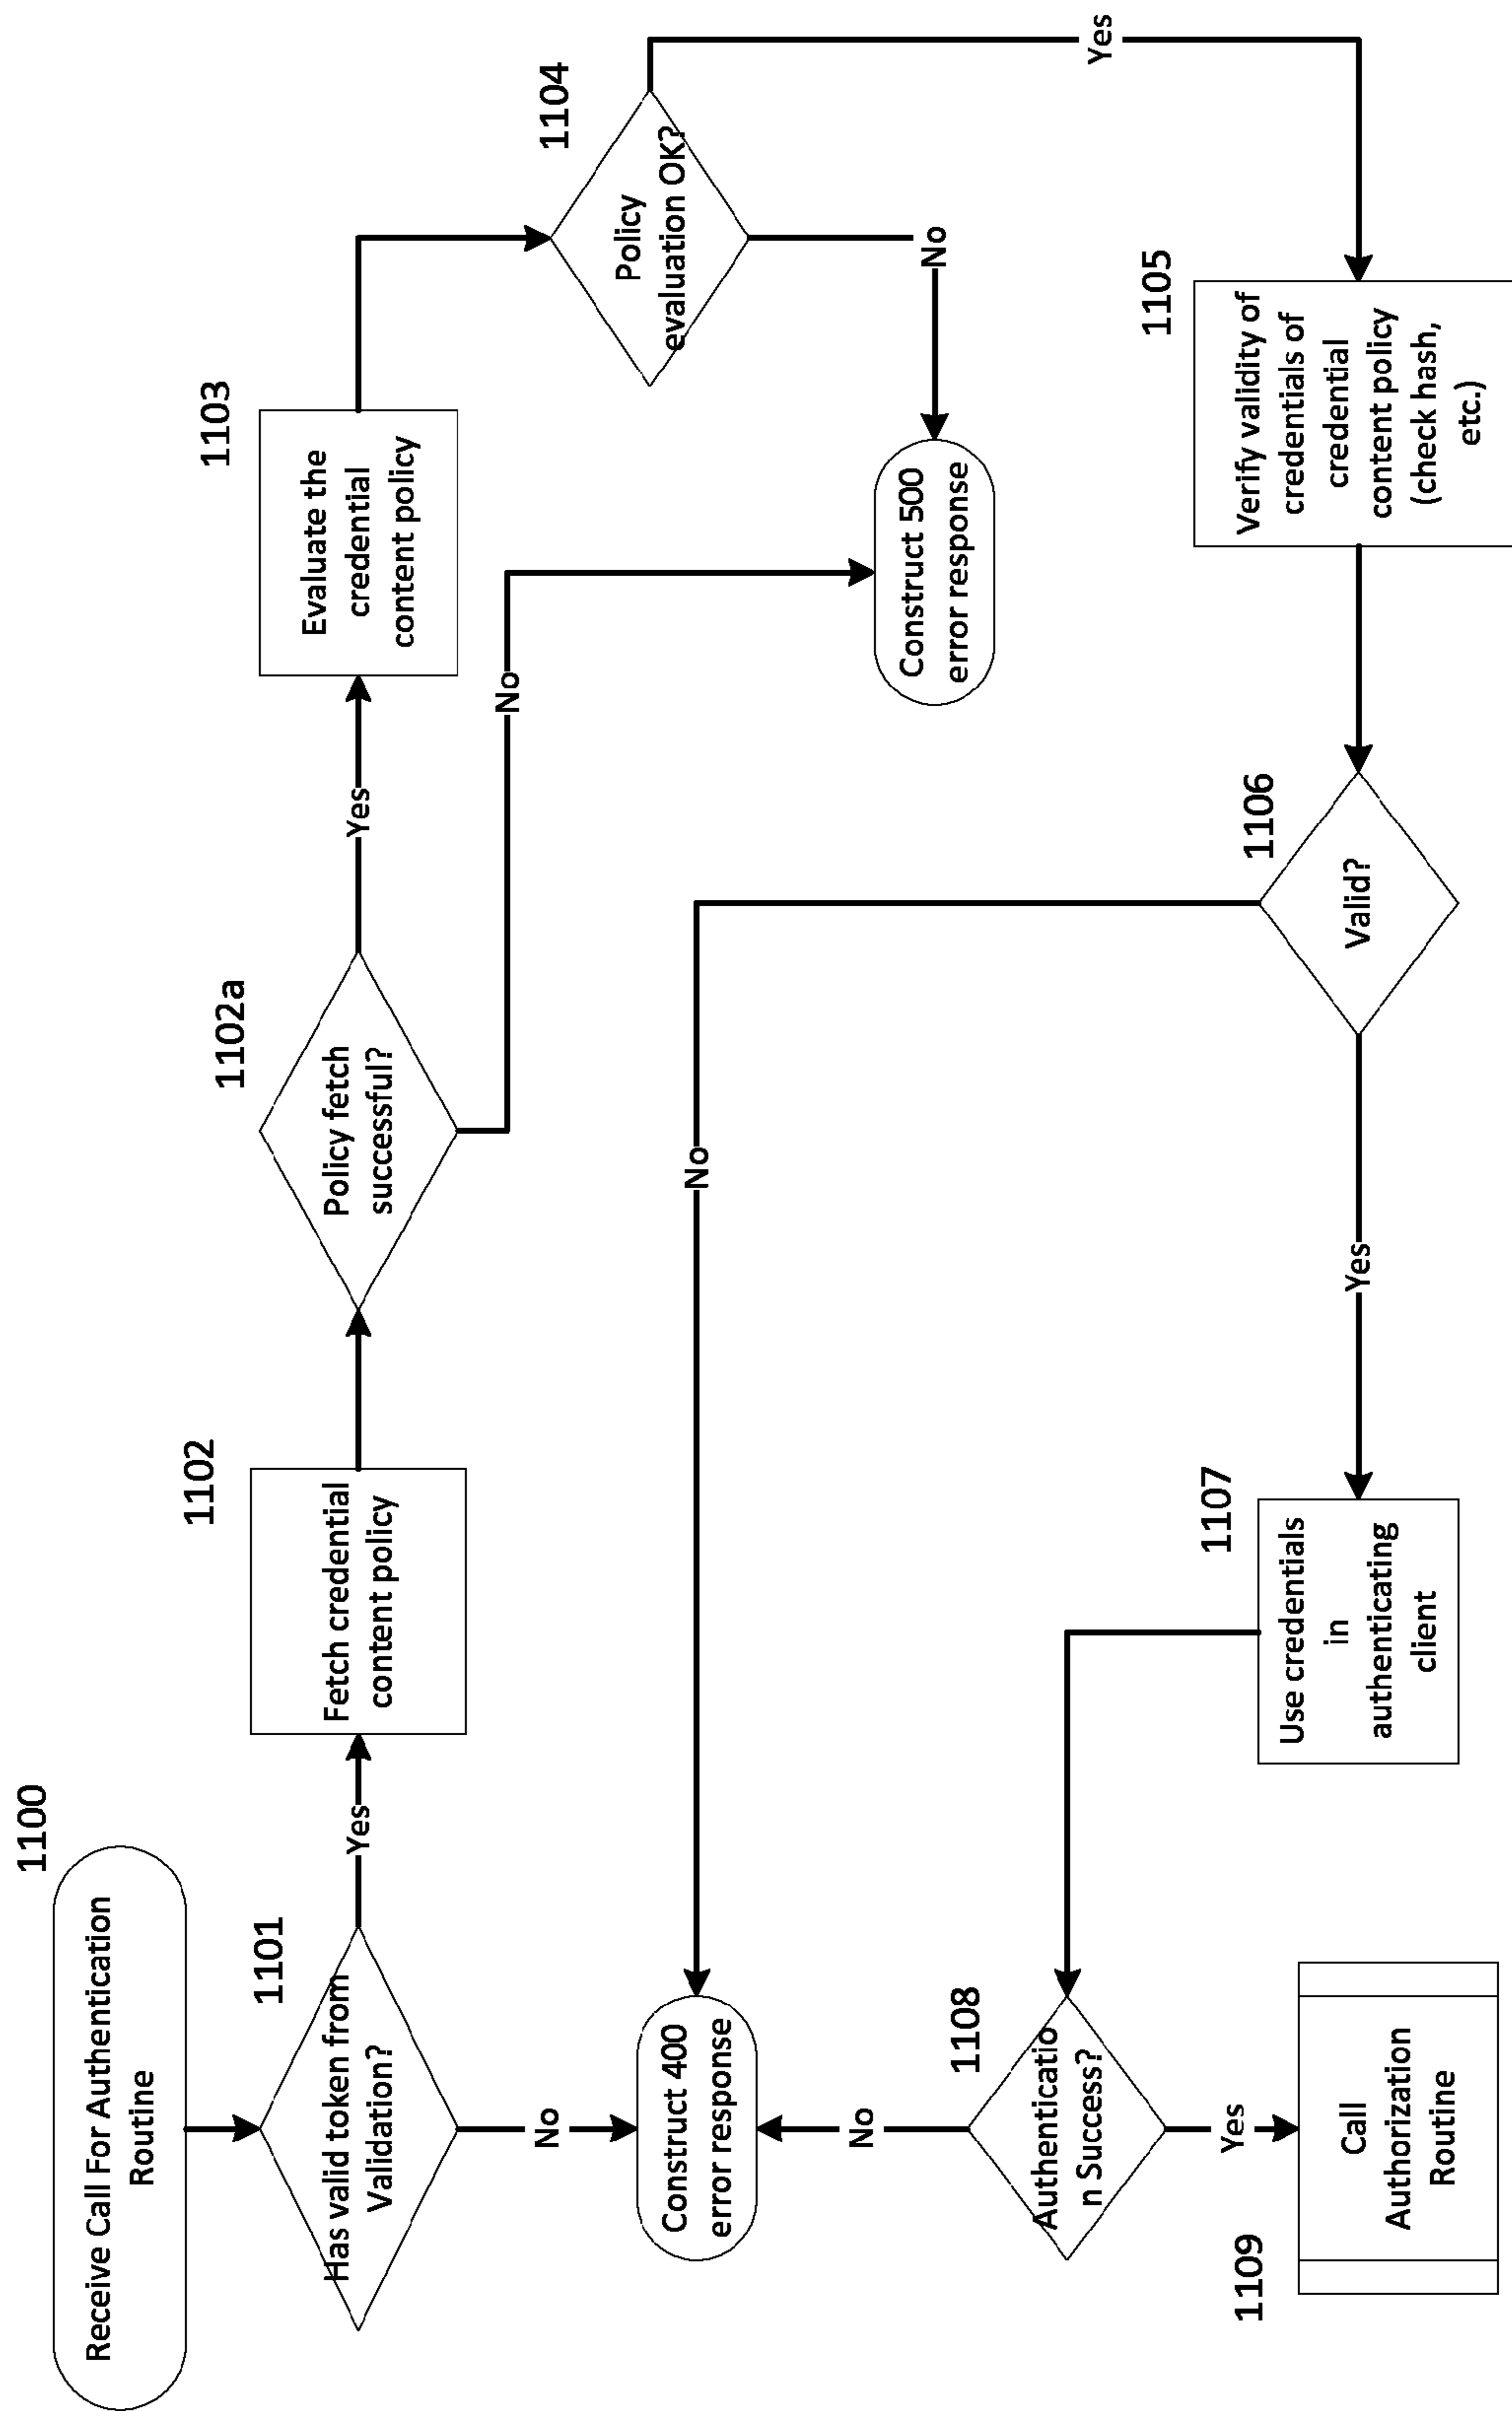 1100
Receive Call For Authentication
Routine
1101
Has valid token from
Validation?
Yes
No
1102
Fetch credential
content policy
1102a
Policy fetch
successful?
Yes
No
1103
Evaluate the
credential
content policy
1104
Policy
evaluation OK?
Yes
No
Construct 500
error response
1105
Verify validity of
credentials of
credential
content policy
(check hash,
etc.)
1106
Valid?
No
Yes
1107
Use credentials
in
authenticating
client
1108
Authenticatio
n Success?
No
Construct 400
error response
Yes
1109
Call
Authorization
Routine